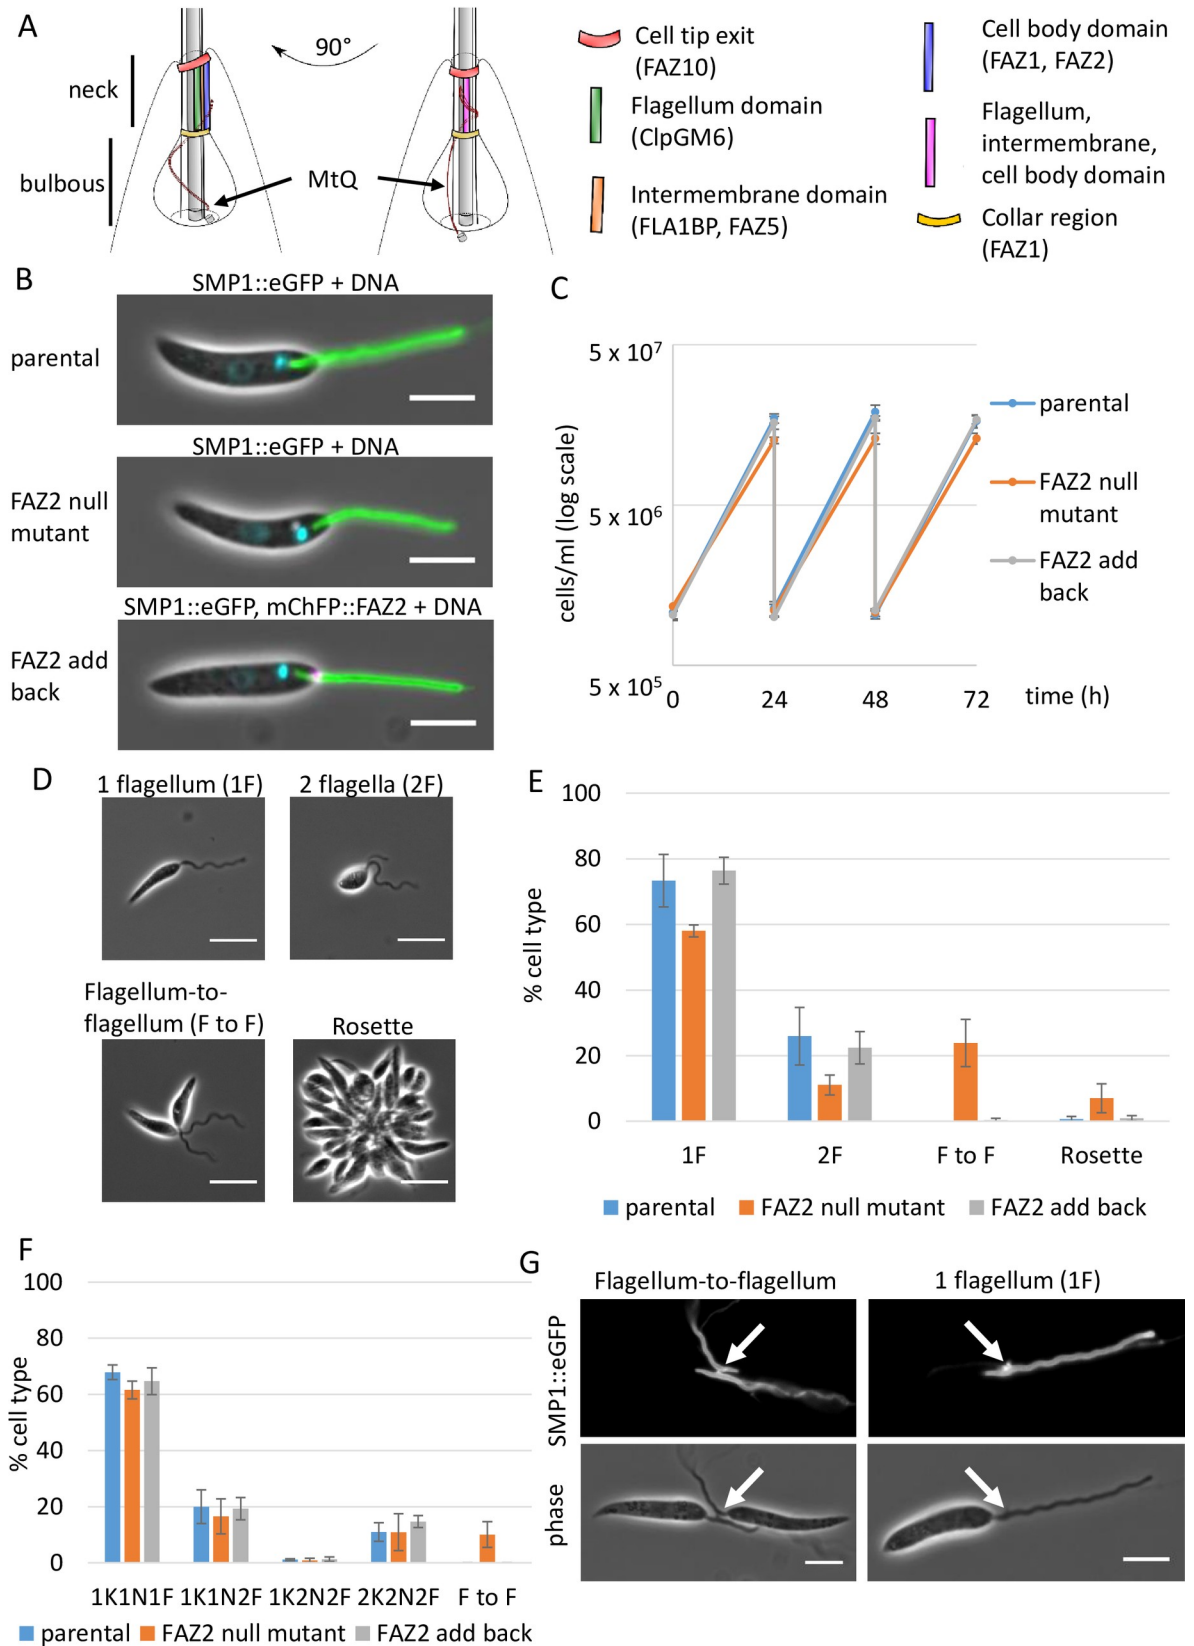 A
90°
neck
bulbous
MtQ
Cell tip exit
(FAZ10)
Flagellum domain
(ClpGM6)
Intermembrane domain
(FLA1BP, FAZ5)
Cell body domain
(FAZ1, FAZ2)
Flagellum,
intermembrane,
cell body domain
Collar region
(FAZ1)
B
SMP1::eGFP + DNA
parental
SMP1::eGFP + DNA
FAZ2 null
mutant
SMP1::eGFP, mChFP::FAZ2 + DNA
FAZ2 add
back
C
cells/ml (log scale)
5 x 10⁷
5 x 10⁶
5 x 10⁵
0 24 48 72 time (h)
parental
FAZ2 null
mutant
FAZ2 add
back
D
1 flagellum (1F)
2 flagella (2F)
Flagellum-to-
flagellum (F to F)
Rosette
E
% cell type
100
80
60
40
20
0
1F 2F F to F Rosette
parental FAZ2 null mutant FAZ2 add back
F
% cell type
100
80
60
40
20
0
1K1N1F 1K1N2F 1K2N2F 2K2N2F F to F
parental FAZ2 null mutant FAZ2 add back
G
Flagellum-to-flagellum
1 flagellum (1F)
SMP1::eGFP
phase